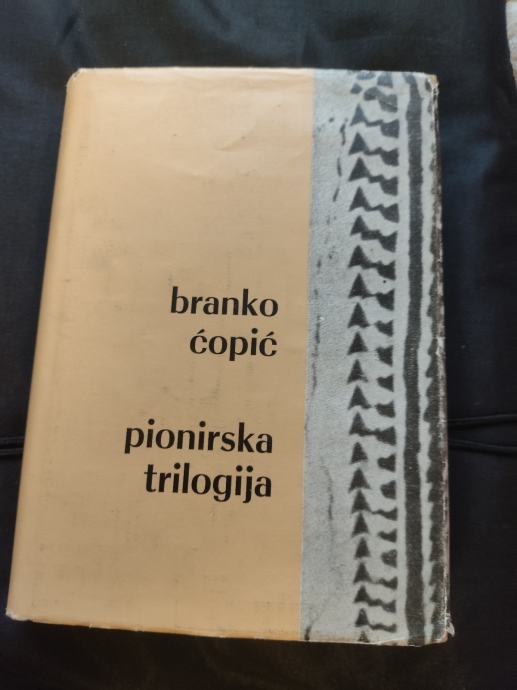 branko
ćopić
pionirska
trilogija